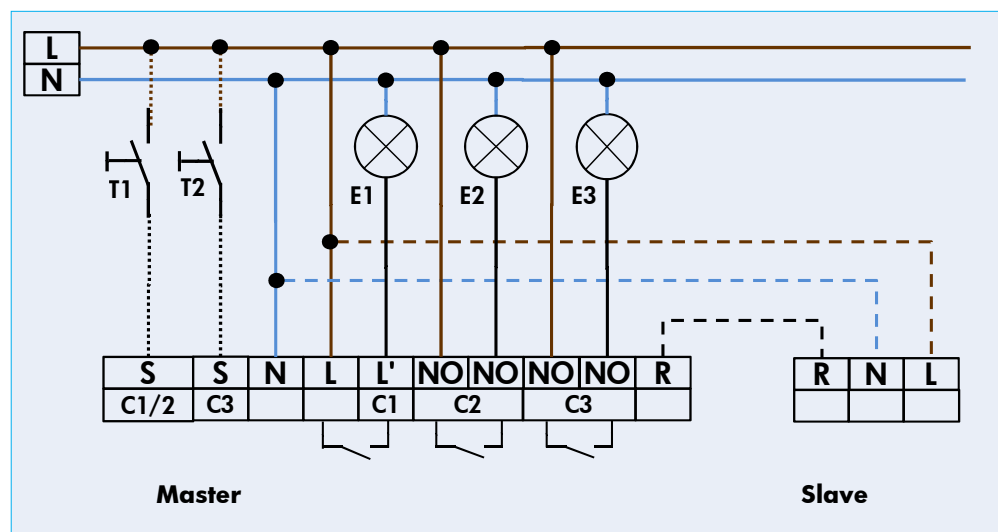 L
N
T1 T2 E1 E2 E3
S S N L L' NO NO NO NO R R N L
C1/2 C3 C1 C2 C3
Master Slave